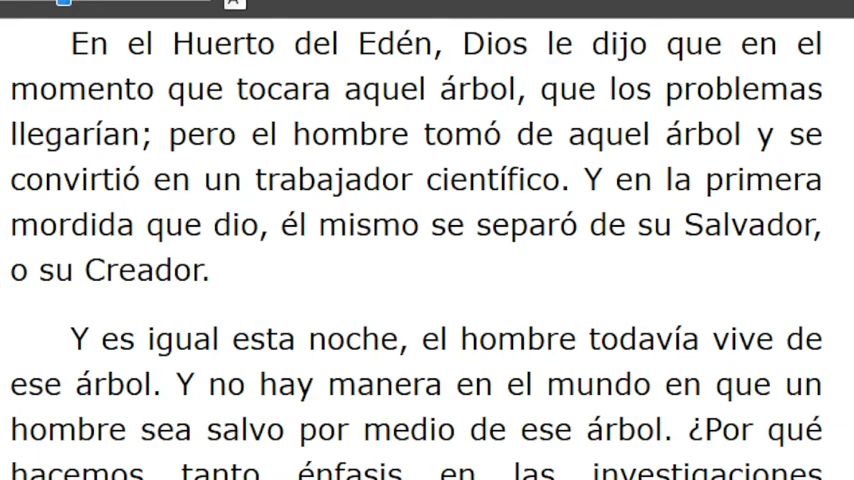 En el Huerto del Edén, Dios le dijo que en el
momento que tocara aquel árbol, que los problemas
llegarían; pero el hombre tomó de aquel árbol y se
convirtió en un trabajador científico. Y en la primera
mordida que dio, él mismo se separó de su Salvador,
o su Creador.
Y es igual esta noche, el hombre todavía vive de
ese árbol. Y no hay manera en el mundo en que un
hombre sea salvo por medio de ese árbol. ¿Por qué
hacemos tanto énfasis en las investigaciones